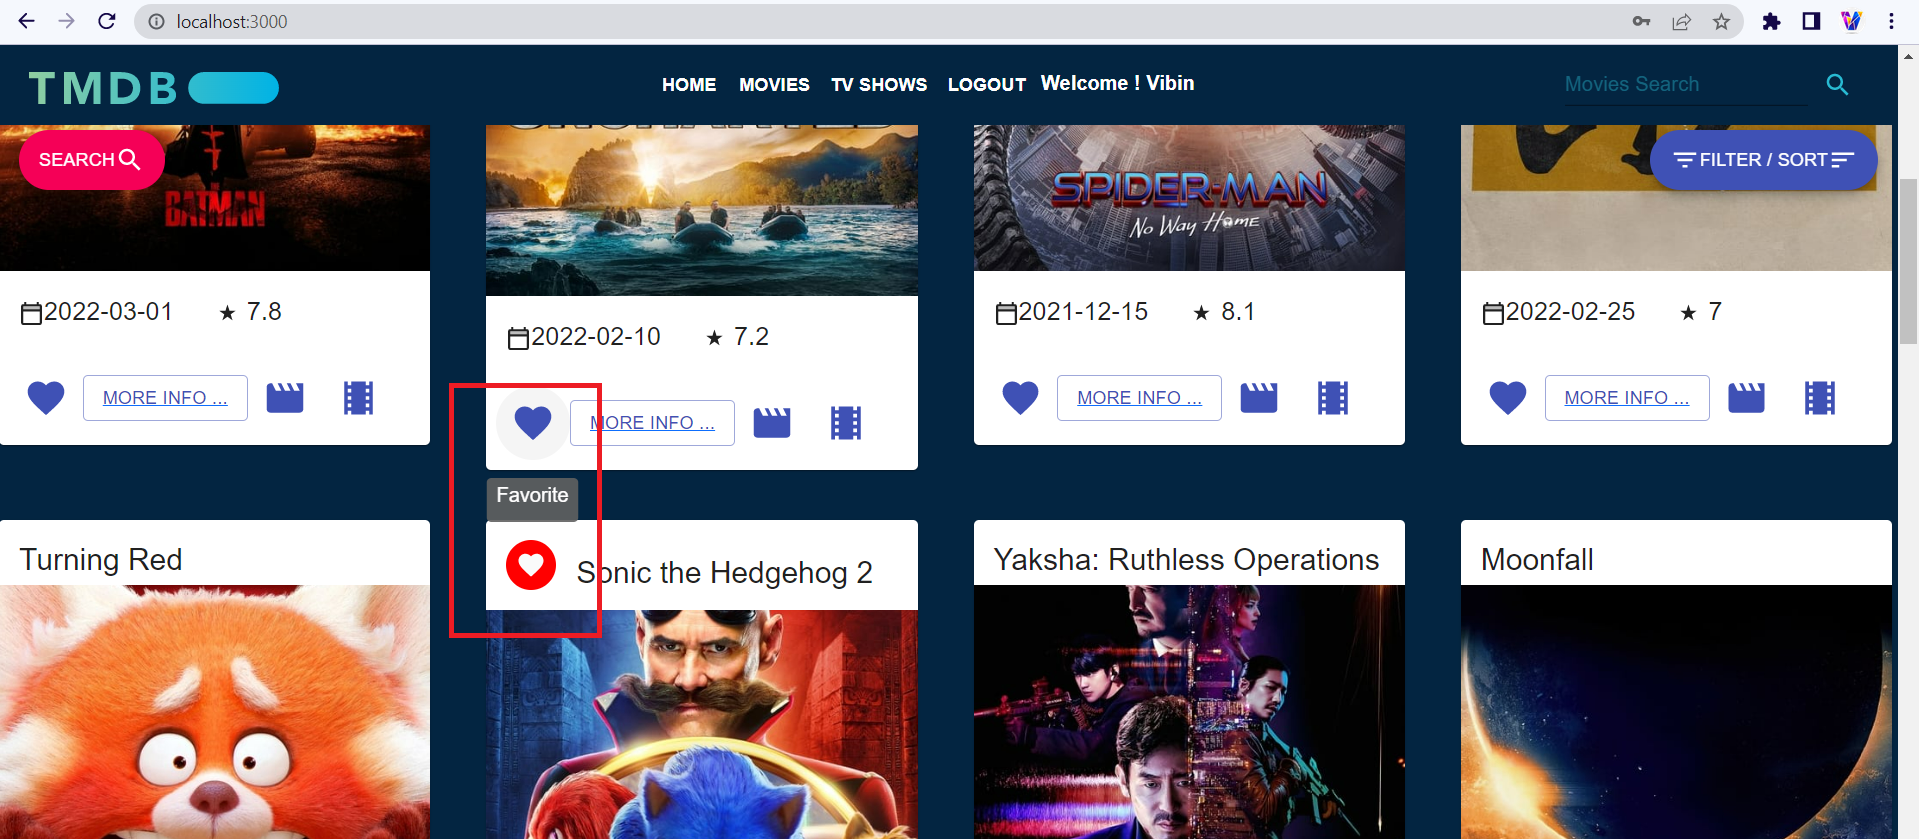 localhost:3000
TMDB
HOME MOVIES TV SHOWS LOGOUT Welcome ! Vibin
Movies Search
SEARCH
FILTER / SORT
BATMAN
SPIDER-MAN
No Way Home
2022-03-01 ★ 7.8
2022-02-10 ★ 7.2
2021-12-15 ★ 8.1
2022-02-25 ★ 7
MORE INFO ...
MORE INFO ...
MORE INFO ...
MORE INFO ...
Favorite
Turning Red
Sonic the Hedgehog 2
Yaksha: Ruthless Operations
Moonfall